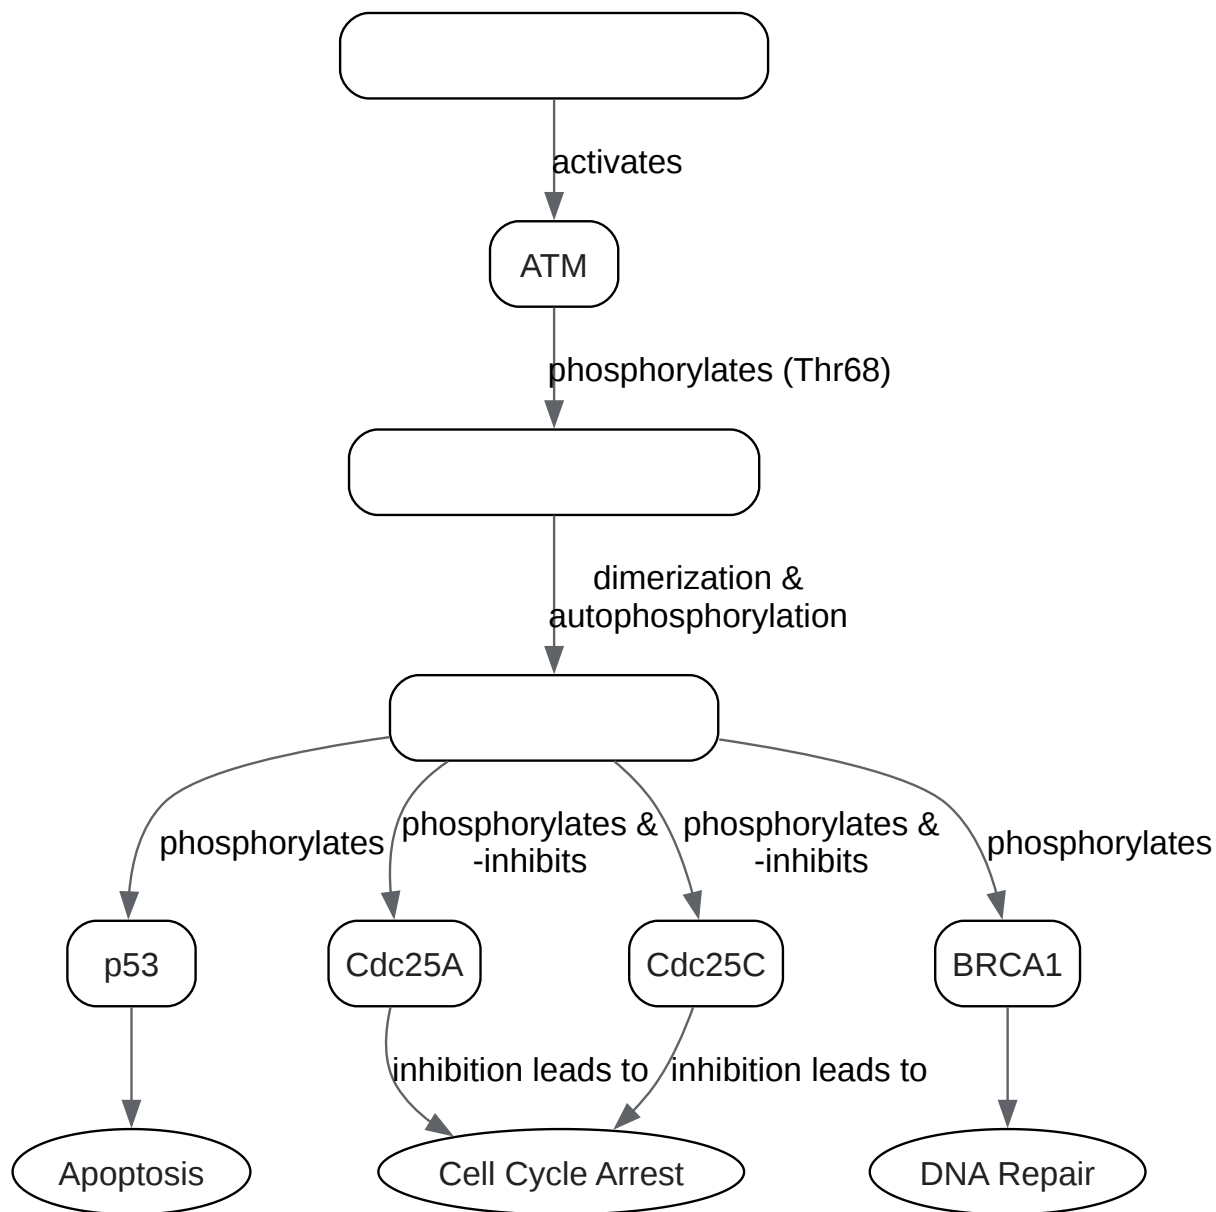 activates
ATM
phosphorylates (Thr68)
dimerization &
autophosphorylation
phosphorylates
phosphorylates &
-inhibits
phosphorylates &
-inhibits
phosphorylates
p53
Cdc25A
Cdc25C
BRCA1
inhibition leads to
inhibition leads to
Apoptosis
Cell Cycle Arrest
DNA Repair